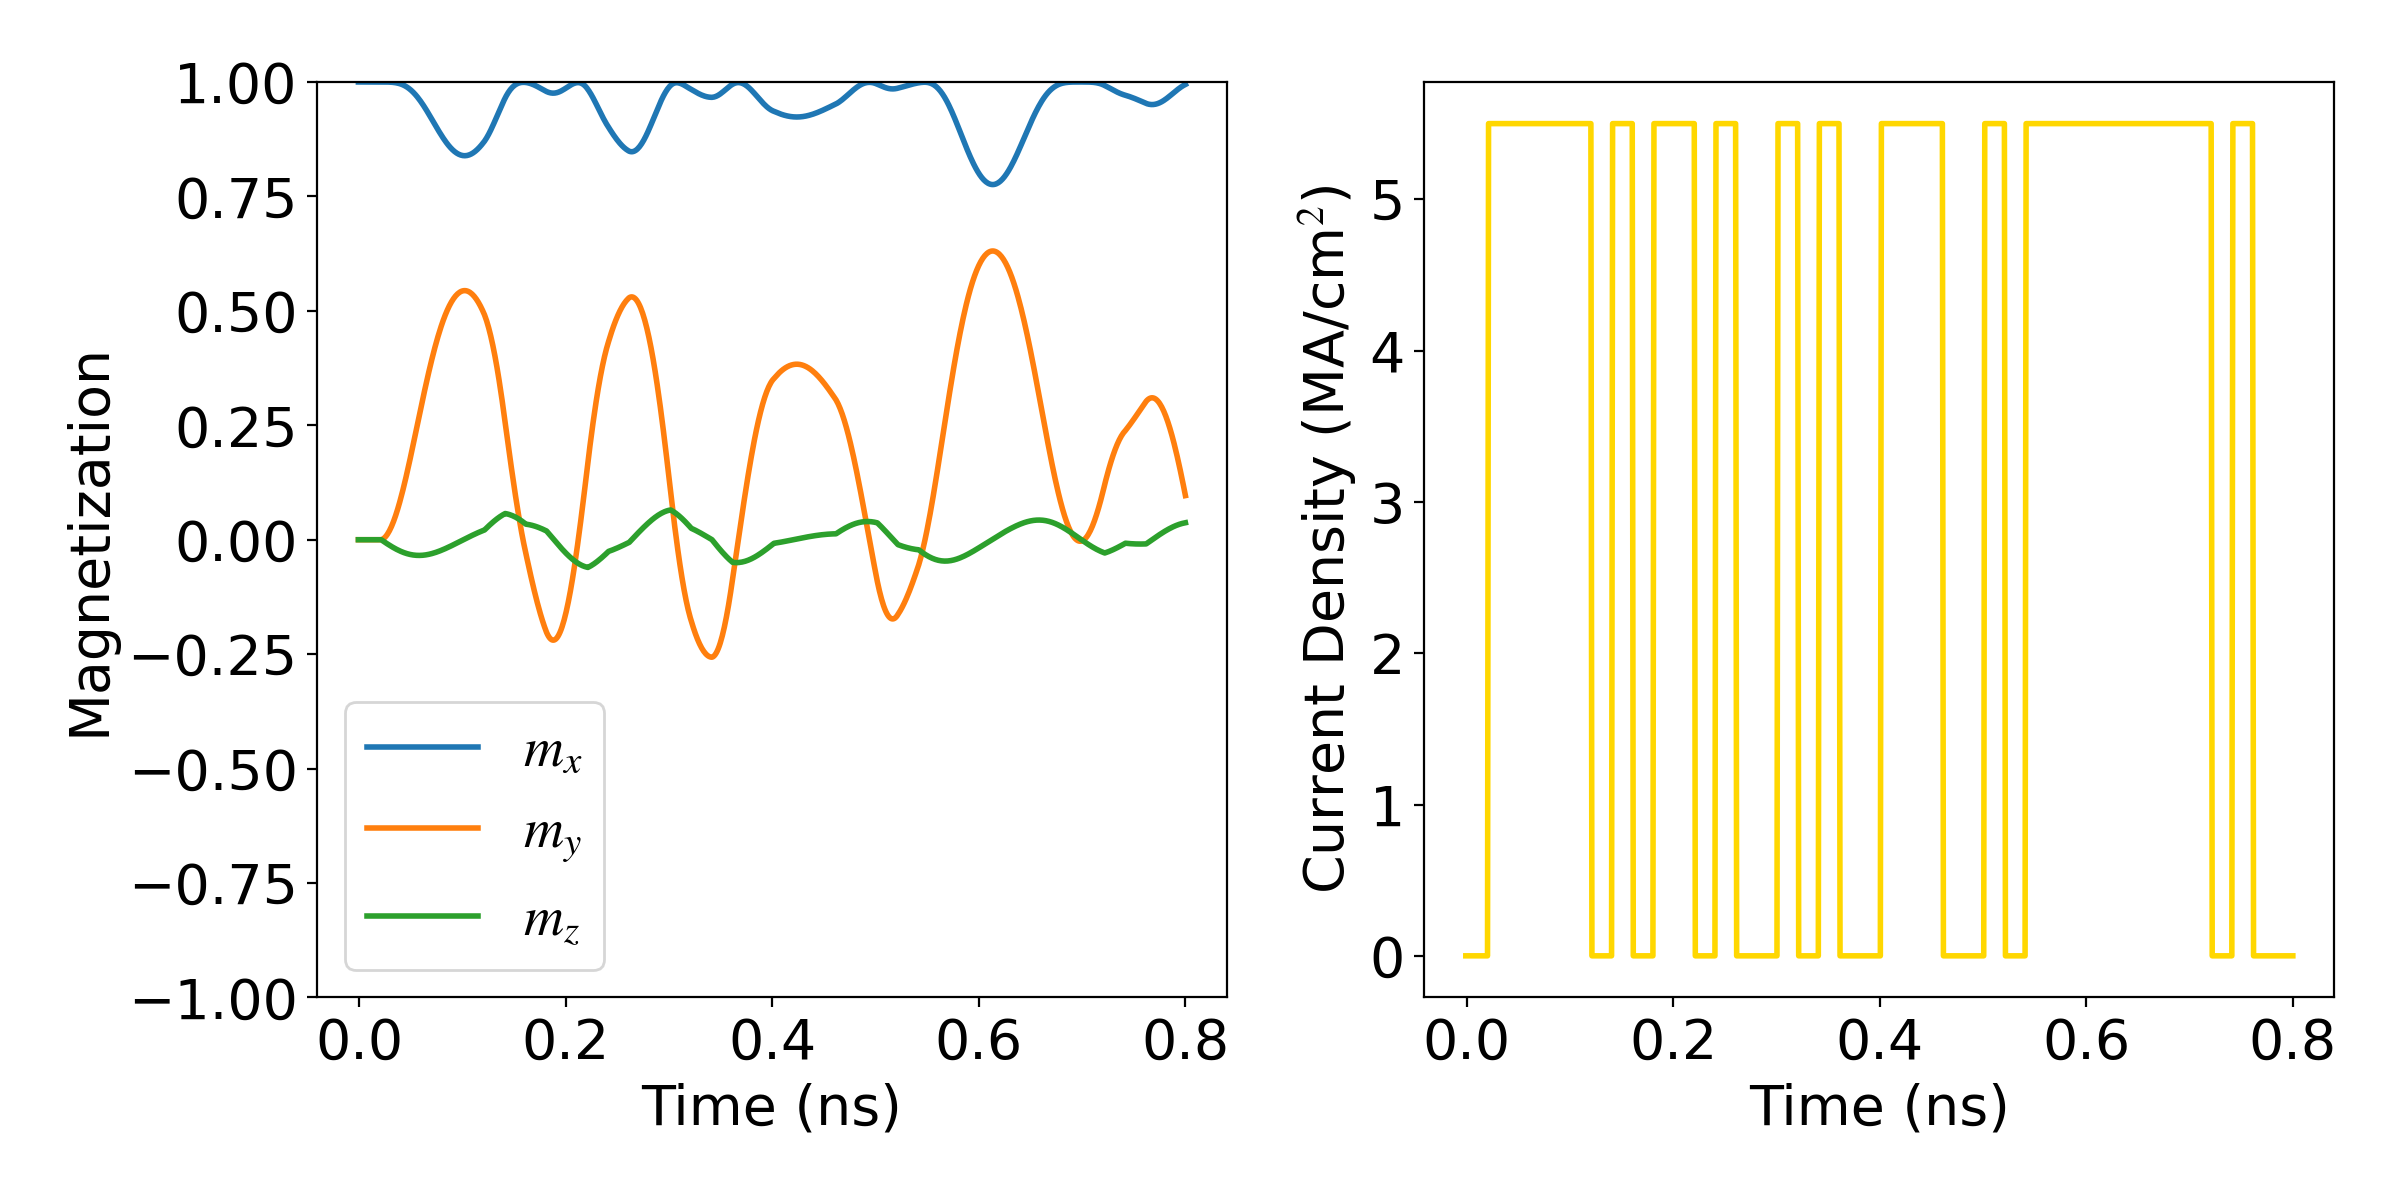 1.00
0.75
0.50
0.25
0.00
−0.25
−0.50
−0.75
−1.00
Magnetization
m_x
m_y
m_z
0.0 0.2 0.4 0.6 0.8
Time (ns)
5
4
3
2
1
0
Current Density (MA/cm²)
0.0 0.2 0.4 0.6 0.8
Time (ns)